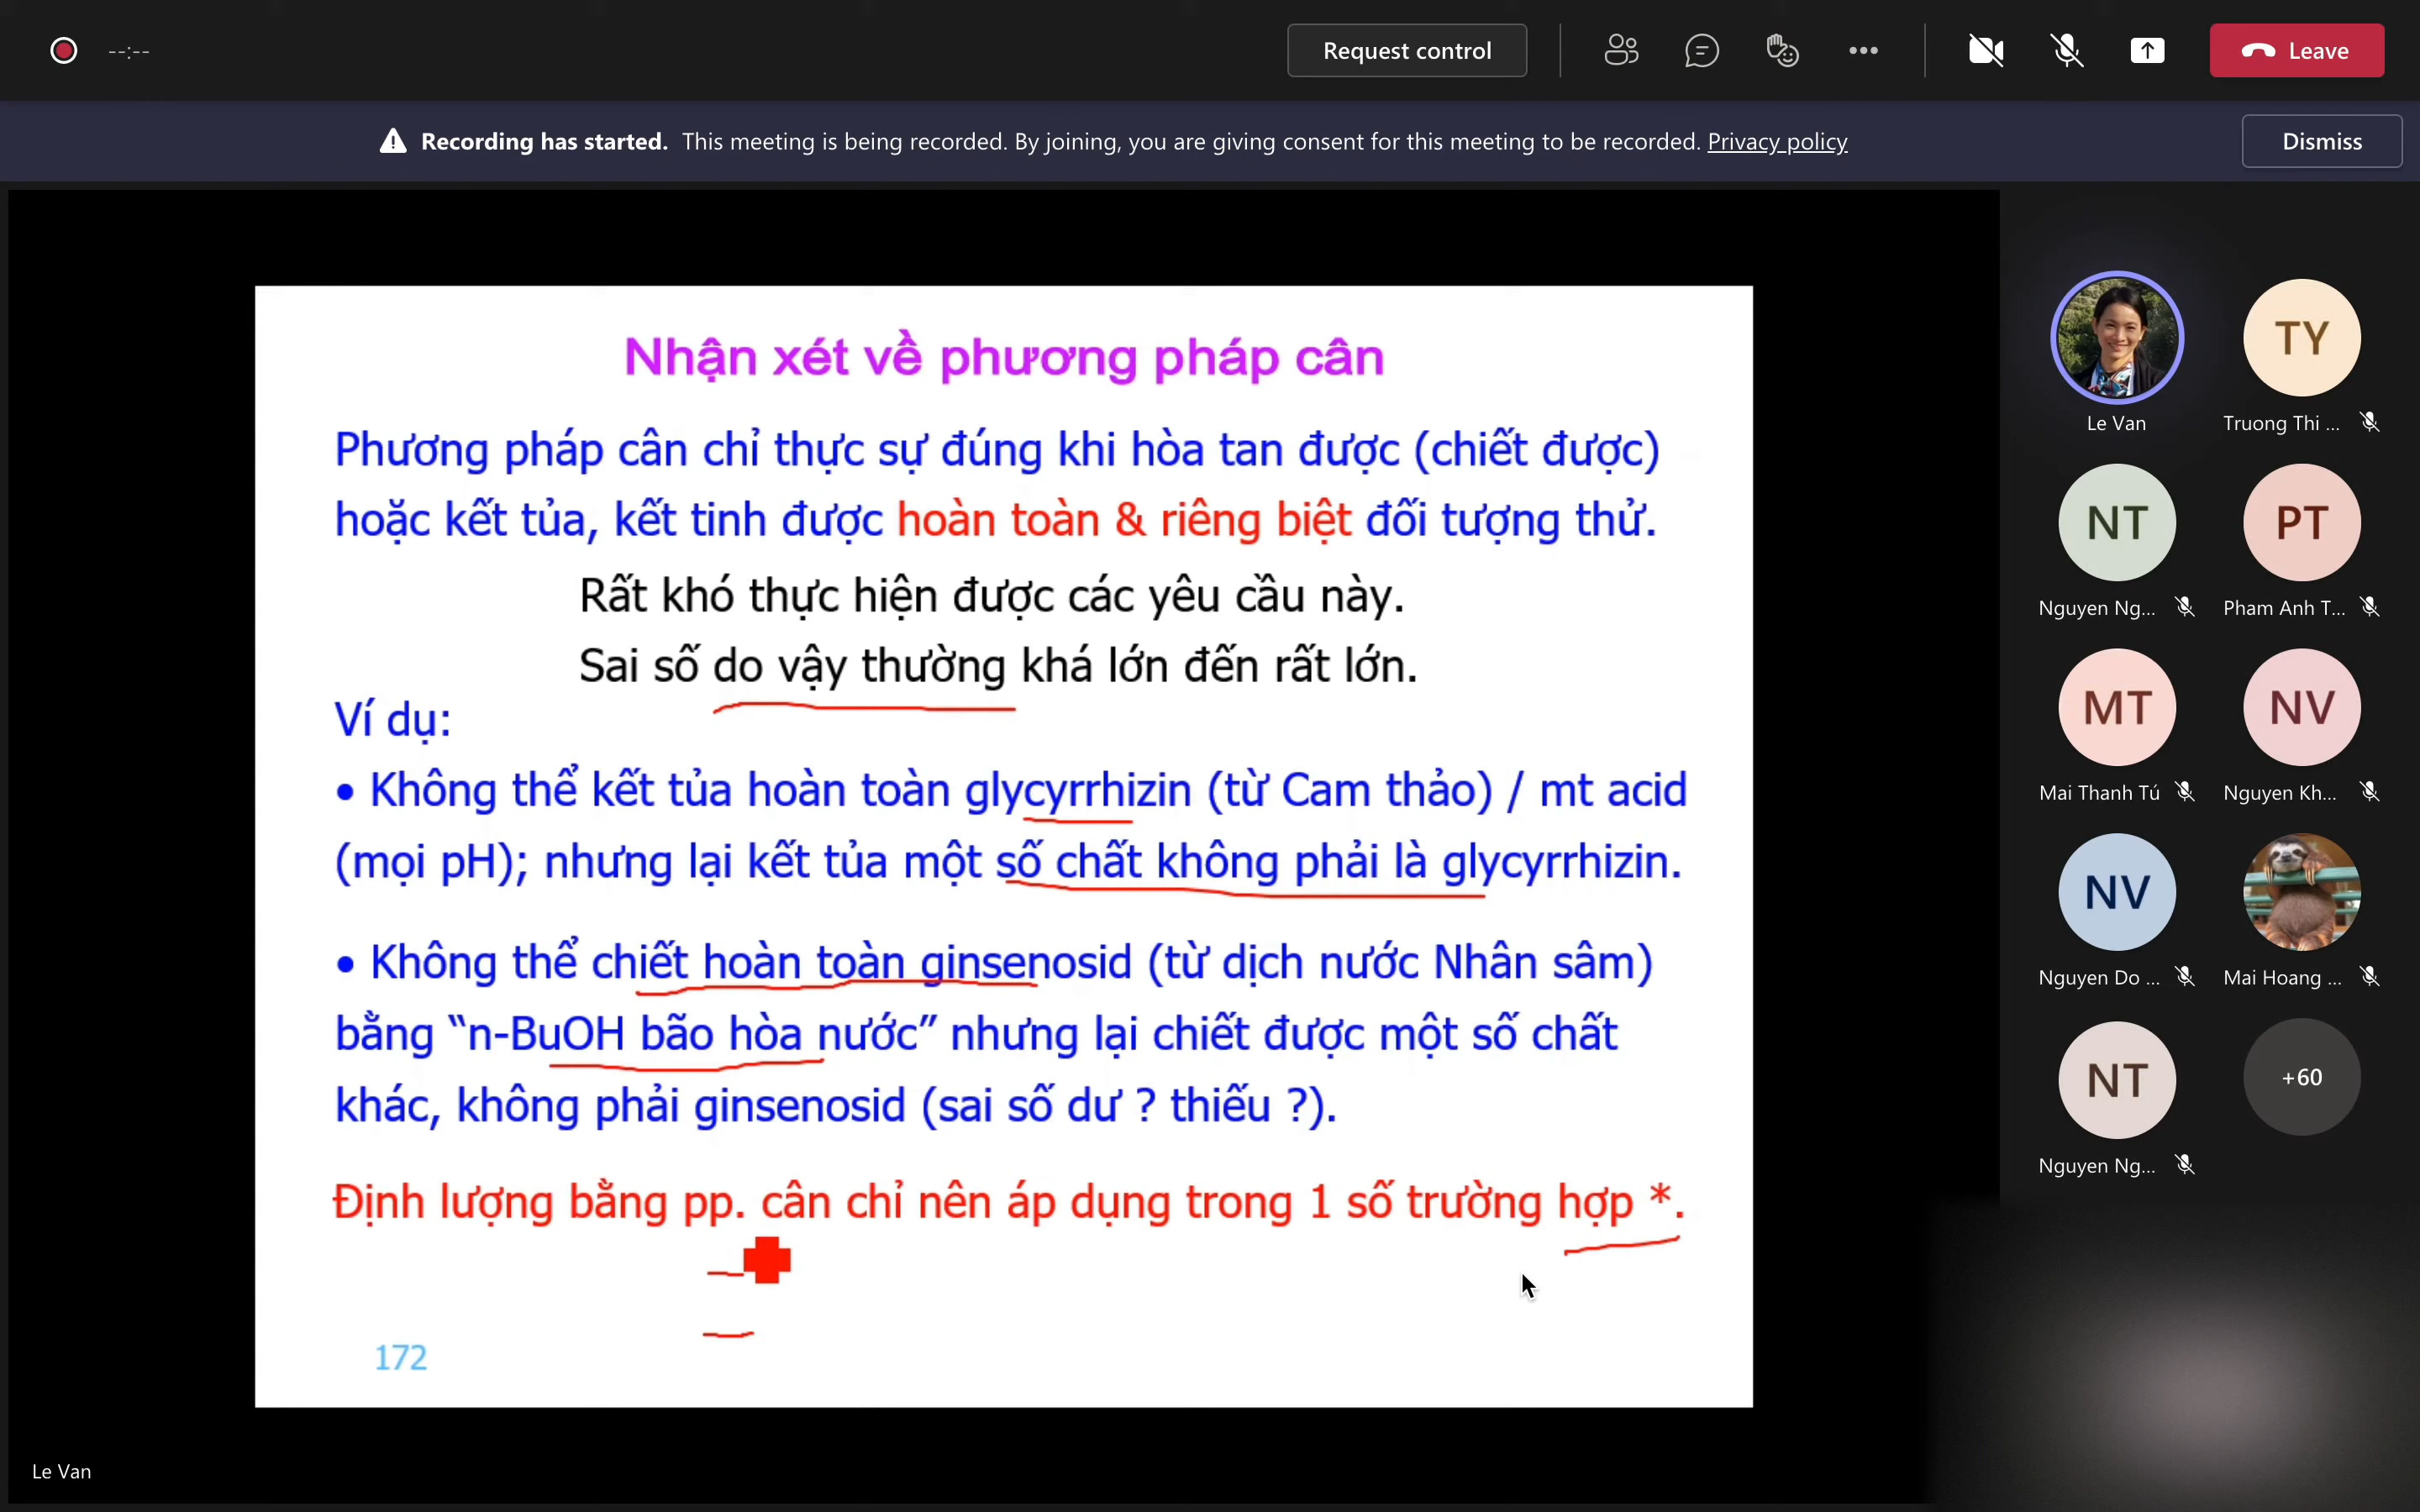 --:--
Request control
Leave
Recording has started. This meeting is being recorded. By joining, you are giving consent for this meeting to be recorded. Privacy policy
Dismiss
Nhận xét về phương pháp cân
Phương pháp cân chỉ thực sự đúng khi hòa tan được (chiết được)
hoặc kết tủa, kết tinh được hoàn toàn & riêng biệt đối tượng thử.
Rất khó thực hiện được các yêu cầu này.
Sai số do vậy thường khá lớn đến rất lớn.
Ví dụ:
• Không thể kết tủa hoàn toàn glycyrrhizin (từ Cam thảo) / mt acid
(mọi pH); nhưng lại kết tủa một số chất không phải là glycyrrhizin.
• Không thể chiết hoàn toàn ginsenosid (từ dịch nước Nhân sâm)
bằng “n-BuOH bão hòa nước” nhưng lại chiết được một số chất
khác, không phải ginsenosid (sai số dư ? thiếu ?).
Định lượng bằng pp. cân chỉ nên áp dụng trong 1 số trường hợp *.
172
Le Van
TY
Le Van
Truong Thi ...
NT
PT
Nguyen Ng...
Pham Anh T...
MT
NV
Mai Thanh Tú
Nguyen Kh...
NV
Nguyen Do ...
Mai Hoang ...
NT
+60
Nguyen Ng...